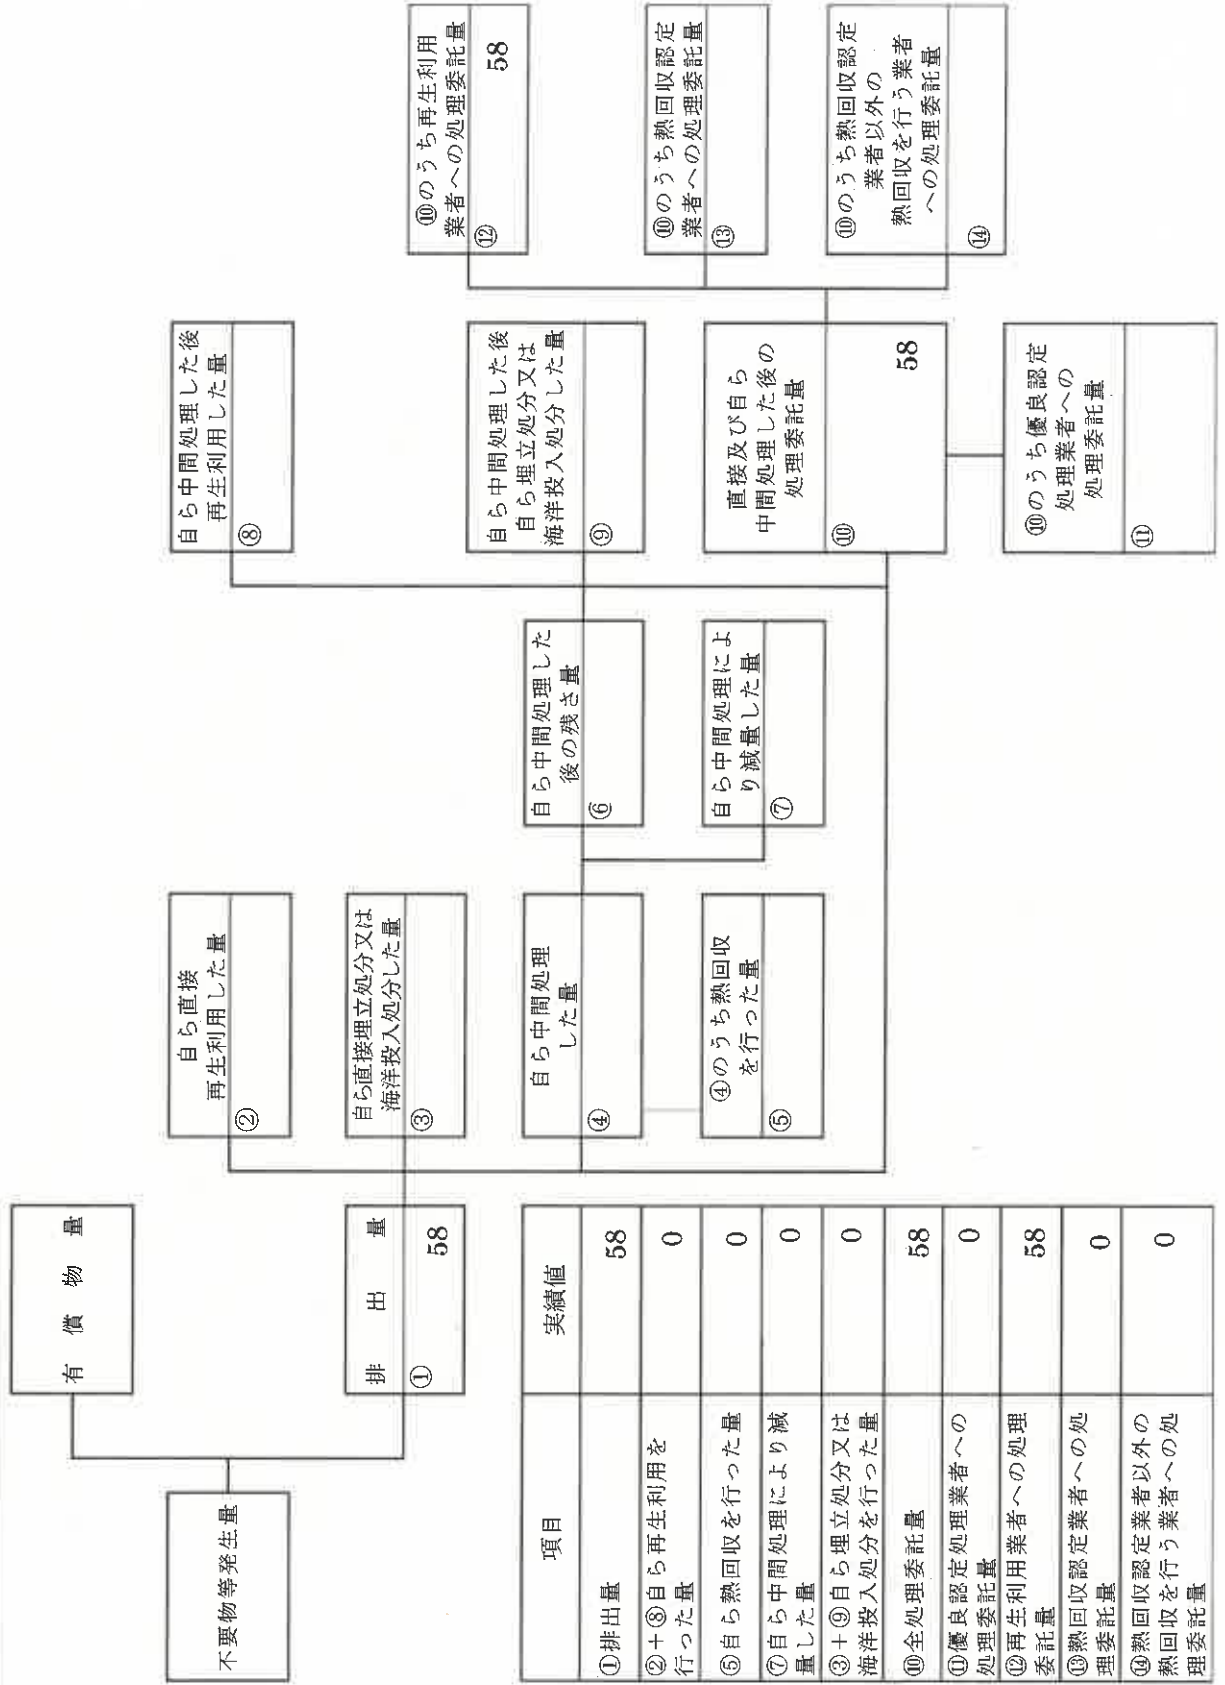 不要物等発生量
有償物量
排出量
①
58
自ら直接
再生利用した量
②
自ら直接埋立処分又は
海洋投入処分した量
③
自ら中間処理
した量
④
④のうち熱回収
を行った量
⑤
自ら中間処理した
後の残さ量
⑥
自ら中間処理によ
り減量した量
⑦
自ら中間処理した後
再生利用した量
⑧
自ら中間処理した後
自ら埋立処分又は
海洋投入処分した量
⑨
直接及び自ら
中間処理した後の
処理委託量
⑩
58
⑩のうち優良認定
処理業者への
処理委託量
⑪
⑩のうち再生利用
業者への処理委託量
⑫
58
⑩のうち熱回収認定
業者への処理委託量
⑬
⑩のうち熱回収認定
業者以外の
熱回収を行う業者
への処理委託量
⑭
項目 実績値
①排出量 58
②+⑧自ら再生利用を
行った量 0
⑤自ら熱回収を行った量 0
⑦自ら中間処理により減
量した量 0
③+⑨自ら埋立処分又は
海洋投入処分を行った量 0
⑩全処理委託量 58
⑪優良認定処理業者への
処理委託量 0
⑫再生利用業者への処理
委託量 58
⑬熱回収認定業者への処
理委託量 0
⑭熱回収認定業者以外の
熱回収を行う業者への処
理委託量 0